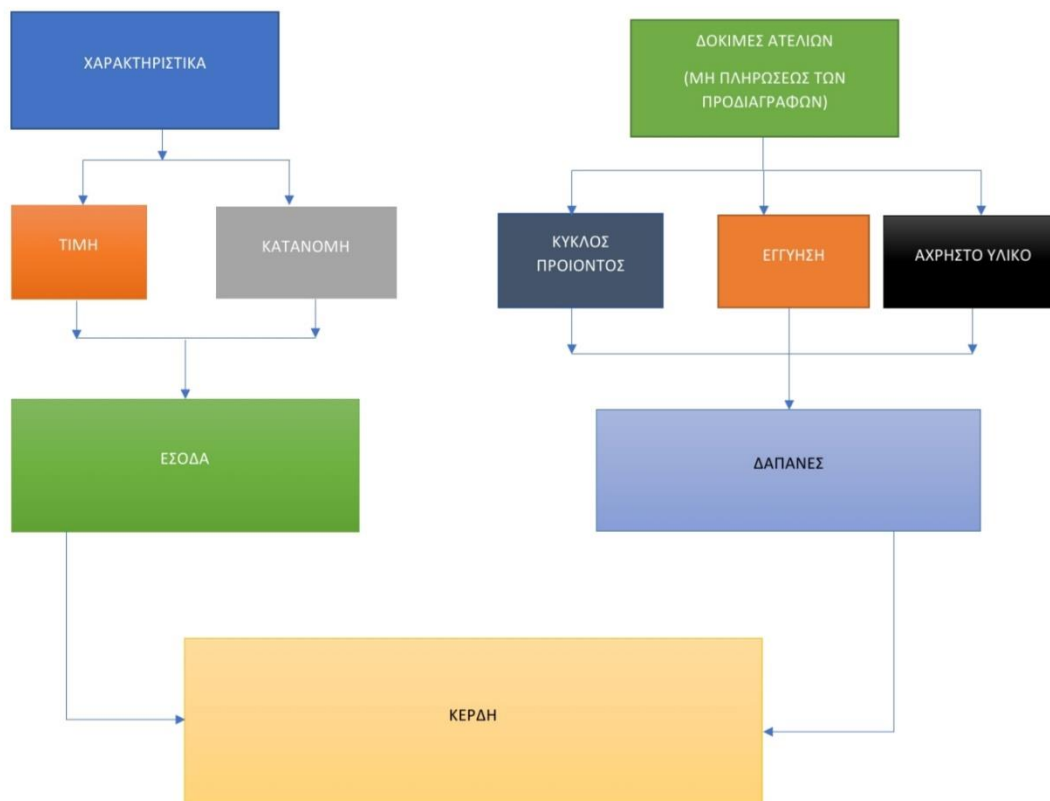 ΧΑΡΑΚΤΗΡΙΣΤΙΚΑ
ΔΟΚΙΜΕΣ ΑΤΕΛΙΩΝ
(ΜΗ ΠΛΗΡΩΣΕΩΣ ΤΩΝ
ΠΡΟΔΙΑΓΡΑΦΩΝ)
ΤΙΜΗ
ΚΑΤΑΝΟΜΗ
ΚΥΚΛΟΣ
ΠΡΟΙΟΝΤΟΣ
ΕΓΓΥΗΣΗ
ΑΧΡΗΣΤΟ ΥΛΙΚΟ
ΕΣΟΔΑ
ΔΑΠΑΝΕΣ
ΚΕΡΔΗ